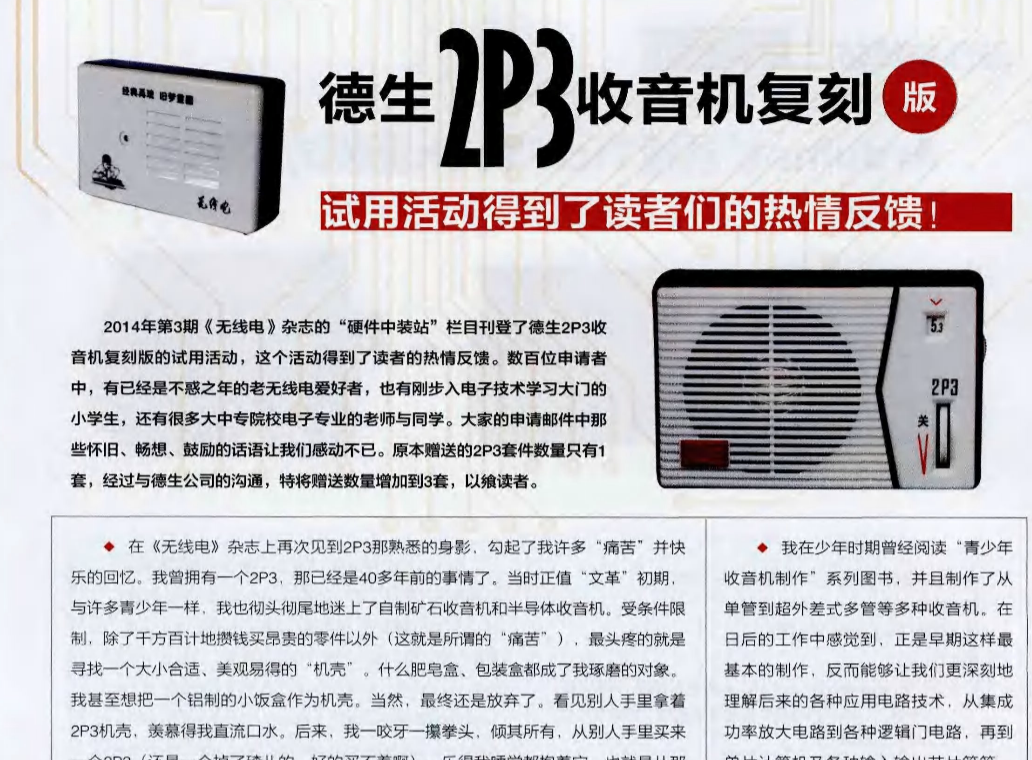 经典再现 旧梦重圆
无线电
德生2P3收音机复刻版
试用活动得到了读者们的热情反馈!
53
2P3
关
2014年第3期《无线电》杂志的“硬件中装站”栏目刊登了德生2P3收
音机复刻版的试用活动，这个活动得到了读者的热情反馈。数百位申请者
中，有已经是不惑之年的老无线电爱好者，也有刚步入电子技术学习大门的
小学生，还有很多大中专院校电子专业的老师与同学。大家的申请邮件中那
些怀旧、畅想、鼓励的话语让我们感动不已。原本赠送的2P3套件数量只有1
套，经过与德生公司的沟通，特将赠送数量增加到3套，以飨读者。
◆ 在《无线电》杂志上再次见到2P3那熟悉的身影，勾起了我许多“痛苦”并快
乐的回忆。我曾拥有一个2P3，那已经是40多年前的事情了。当时正值“文革”初期，
与许多青少年一样，我也彻头彻尾地迷上了自制矿石收音机和半导体收音机。受条件限
制，除了千方百计地攒钱买昂贵的零件以外（这就是所谓的“痛苦”），最头疼的就是
寻找一个大小合适、美观易得的“机壳”。什么肥皂盒、包装盒都成了我琢磨的对象。
我甚至想把一个铝制的小饭盒作为机壳。当然，最终还是放弃了。看见别人手里拿着
2P3机壳，羡慕得我直流口水。后来，我一咬牙一攥拳头，倾其所有，从别人手里买来
◆ 我在少年时期曾经阅读“青少年
收音机制作”系列图书，并且制作了从
单管到超外差式多管等多种收音机。在
日后的工作中感觉到，正是早期这样最
基本的制作，反而能够让我们更深刻地
理解后来的各种应用电路技术，从集成
功率放大电路到各种逻辑门电路，再到